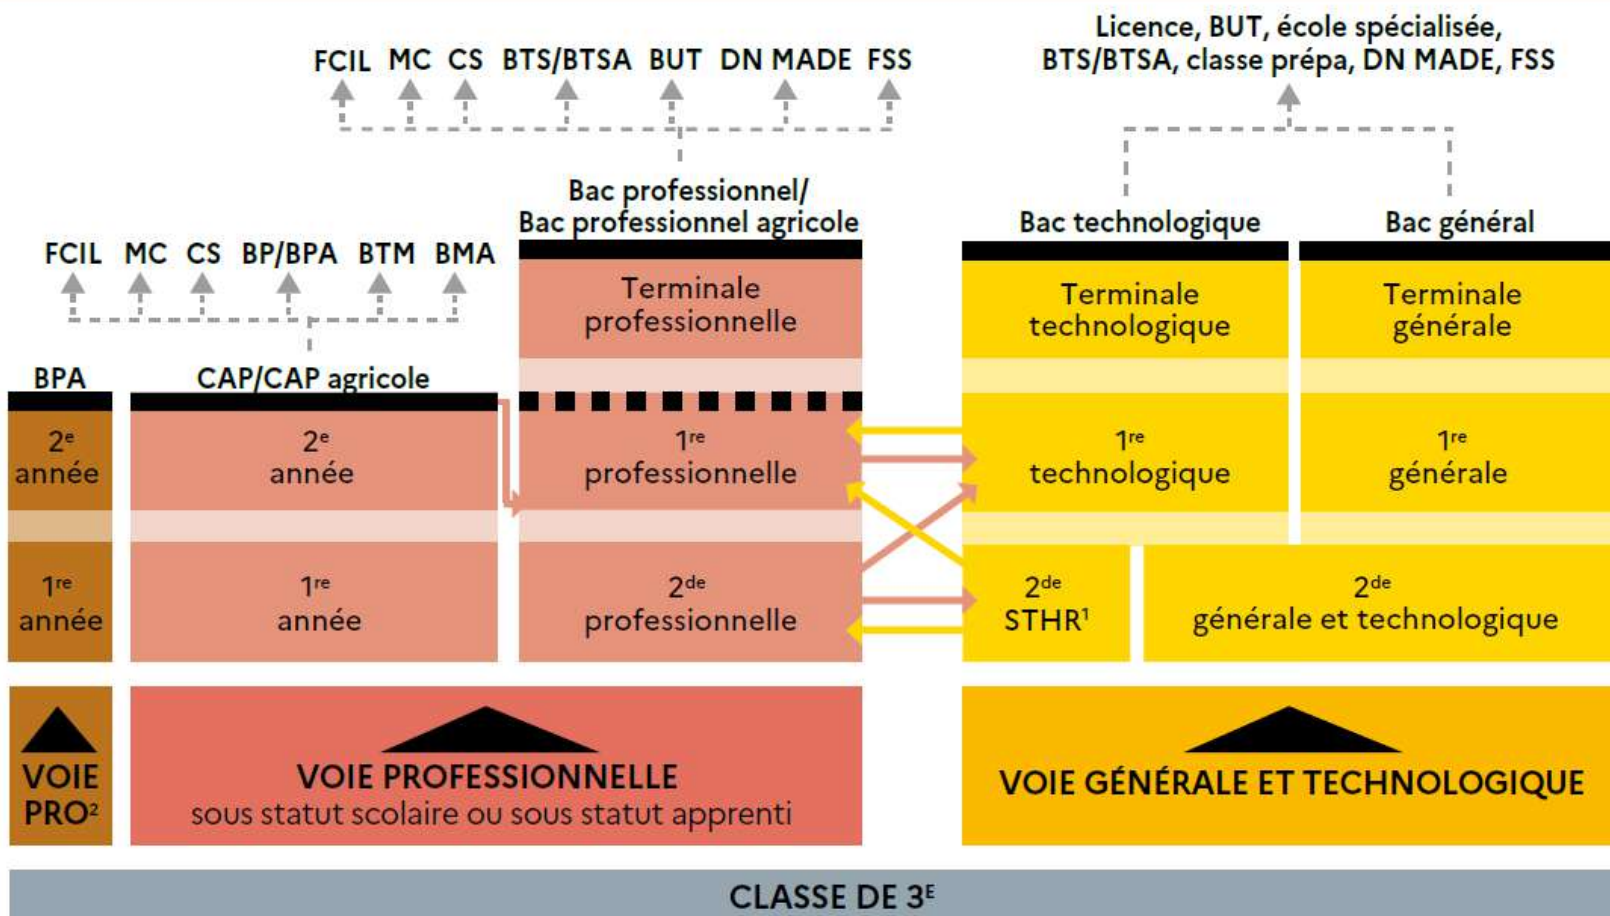 Licence, BUT, école spécialisée,
BTS/BTSA, classe prépa, DN MADE, FSS
FCIL MC CS BTS/BTSA BUT DN MADE FSS
Bac professionnel/
Bac professionnel agricole
Bac technologique
Bac général
FCIL MC CS BP/BPA BTM BMA
Terminale
professionnelle
Terminale
technologique
Terminale
générale
BPA
CAP/CAP agricole
2e
année
2e
année
1re
professionnelle
1re
technologique
1re
générale
1re
année
1re
année
2de
professionnelle
2de
STHR¹
2de
générale et technologique
VOIE
PRO²
VOIE PROFESSIONNELLE
sous statut scolaire ou sous statut apprenti
VOIE GÉNÉRALE ET TECHNOLOGIQUE
CLASSE DE 3E